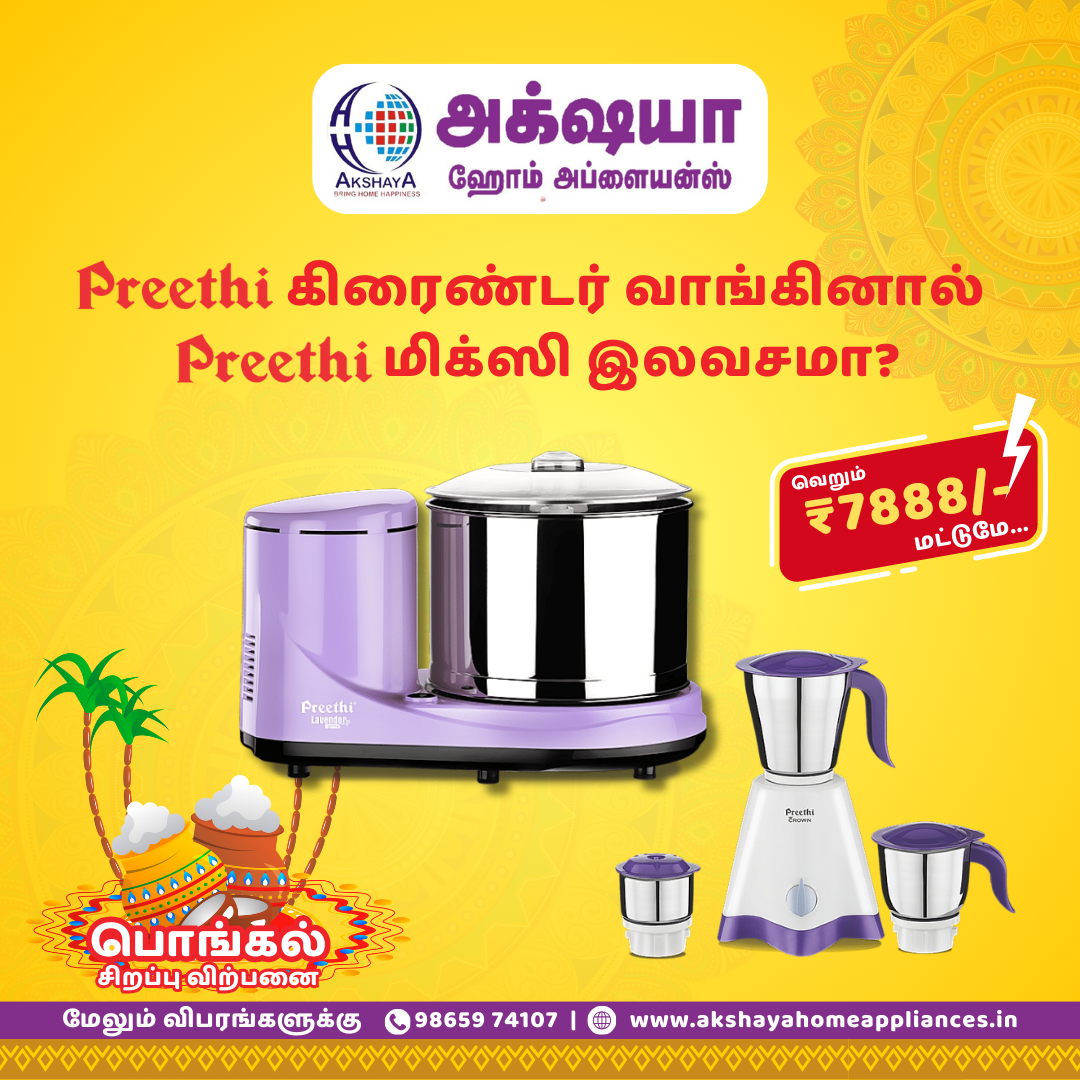 அக்ஷயா
ஹோம் அப்ளையன்ஸ்
AKSHAYA
BRING HOME HAPPINESS
Preethi கிரைண்டர் வாங்கினால்
Preethi மிக்ஸி இலவசமா?
வெறும்
₹7888/-
மட்டுமே...
Preethi
Lavender
Preethi
CROWN
பொங்கல்
சிறப்பு விற்பனை
மேலும் விபரங்களுக்கு 98659 74107 | www.akshayahomeappliances.in